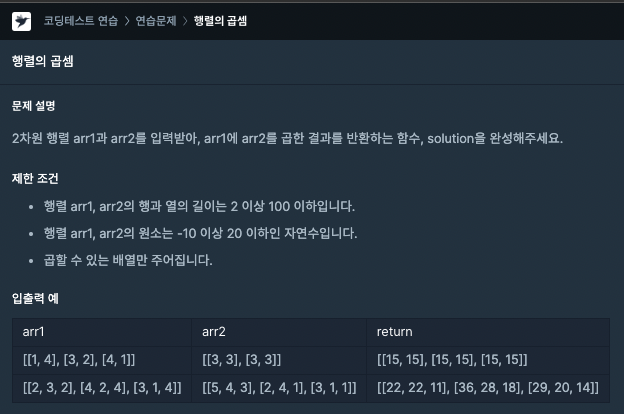 코딩테스트 연습 > 연습문제 > 행렬의 곱셈
행렬의 곱셈
문제 설명
2차원 행렬 arr1과 arr2를 입력받아, arr1에 arr2를 곱한 결과를 반환하는 함수, solution을 완성해주세요.
제한 조건
• 행렬 arr1, arr2의 행과 열의 길이는 2 이상 100 이하입니다.
• 행렬 arr1, arr2의 원소는 -10 이상 20 이하인 자연수입니다.
• 곱할 수 있는 배열만 주어집니다.
입출력 예
arr1 arr2 return
[[1, 4], [3, 2], [4, 1]] [[3, 3], [3, 3]] [[15, 15], [15, 15], [15, 15]]
[[2, 3, 2], [4, 2, 4], [3, 1, 4]] [[5, 4, 3], [2, 4, 1], [3, 1, 1]] [[22, 22, 11], [36, 28, 18], [29, 20, 14]]